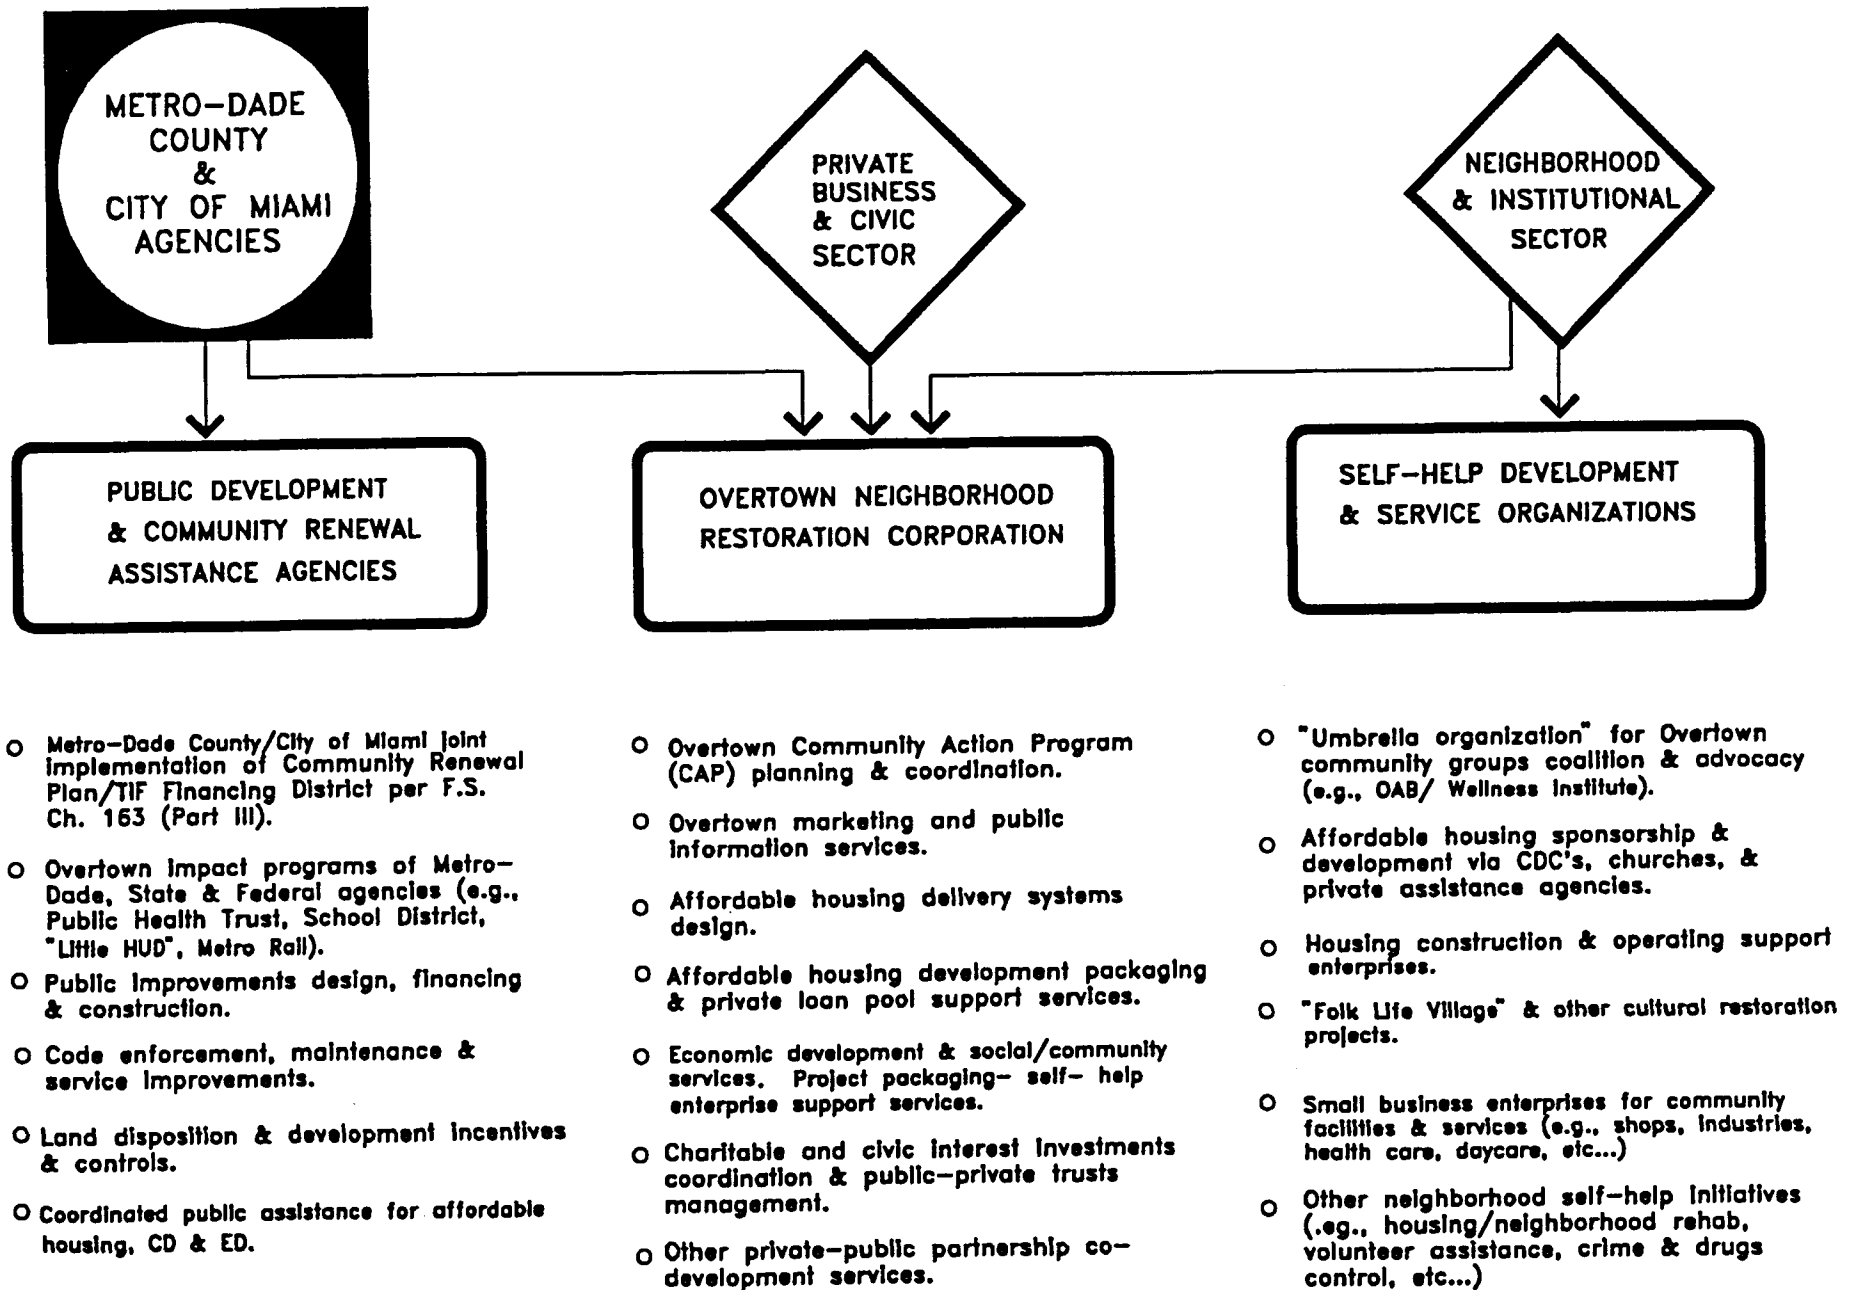 METRO-DADE
COUNTY
&
CITY OF MIAMI
AGENCIES
PRIVATE
BUSINESS
& CIVIC
SECTOR
NEIGHBORHOOD
& INSTITUTIONAL
SECTOR
PUBLIC DEVELOPMENT
& COMMUNITY RENEWAL
ASSISTANCE AGENCIES
OVERTOWN NEIGHBORHOOD
RESTORATION CORPORATION
SELF-HELP DEVELOPMENT
& SERVICE ORGANIZATIONS
O Metro-Dade County/City of Miami joint
implementation of Community Renewal
Plan/TIF Financing District per F.S.
Ch. 163 (Part III).
O Overtown impact programs of Metro-
Dade, State & Federal agencies (e.g.,
Public Health Trust, School District,
"Little HUD", Metro Rail).
O Public improvements design, financing
& construction.
O Code enforcement, maintenance &
service improvements.
O Land disposition & development incentives
& controls.
O Coordinated public assistance for affordable
housing, CD & ED.
O Overtown Community Action Program
(CAP) planning & coordination.
O Overtown marketing and public
information services.
O Affordable housing delivery systems
design.
O Affordable housing development packaging
& private loan pool support services.
O Economic development & social/community
services. Project packaging- self- help
enterprise support services.
O Charitable and civic interest investments
coordination & public-private trusts
management.
O Other private-public partnership co-
development services.
O "Umbrella organization" for Overtown
community groups coalition & advocacy
(e.g., OAB/ Wellness Institute).
O Affordable housing sponsorship &
development via CDC's, churches, &
private assistance agencies.
O Housing construction & operating support
enterprises.
O "Folk Life Village" & other cultural restoration
projects.
O Small business enterprises for community
facilities & services (e.g., shops, industries,
health care, daycare, etc...)
O Other neighborhood self-help initiatives
(.eg., housing/neighborhood rehab,
volunteer assistance, crime & drugs
control, etc...)